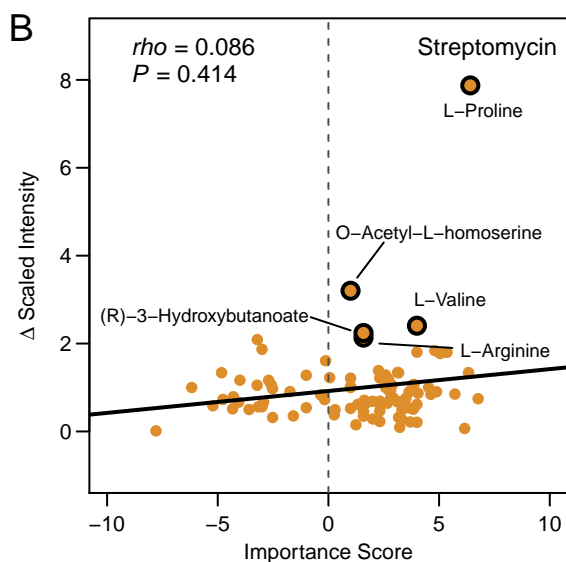 B
rho = 0.086
P = 0.414
Streptomycin
L−Proline
O−Acetyl−L−homoserine
(R)−3−Hydroxybutanoate
L−Valine
L−Arginine
Δ Scaled Intensity
8
6
4
2
0
−10
−5
0
5
10
Importance Score